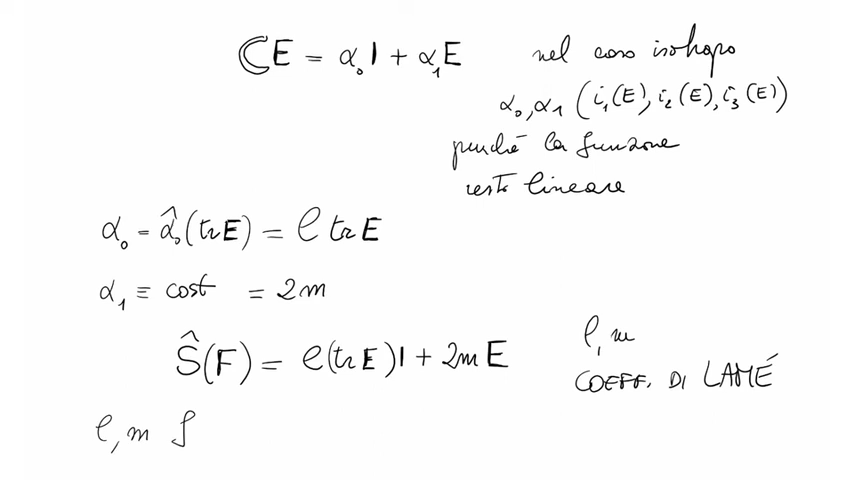 ℂE = α₀I + α₁E nel caso isotropo
α₀, α₁ (i₁(E), i₂(E), i₃(E))
perché la funzione
resti lineare
α₀ = α̂₀(trE) = ℓ trE
α₁ ≡ cost = 2m
Ŝ(F) = ℓ(trE)I + 2mE
ℓ, m
COEFF. DI LAMÉ
ℓ, m